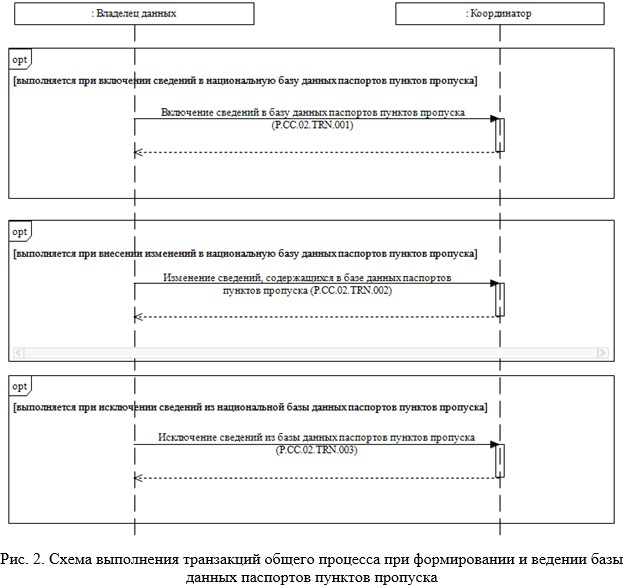 : Владелец данных
: Координатор
opt
[выполняется при включении сведений в национальную базу данных паспортов пунктов пропуска]
Включение сведений в базу данных паспортов пунктов пропуска
(P.CC.02.TRN.001)
opt
[выполняется при внесении изменений в национальную базу данных паспортов пунктов пропуска]
Изменение сведений, содержащихся в базе данных паспортов
пунктов пропуска (P.CC.02.TRN.002)
opt
[выполняется при исключении сведений из национальной базы данных паспортов пунктов пропуска]
Исключение сведений из базы данных паспортов пунктов пропуска
(P.CC.02.TRN.003)
Рис. 2. Схема выполнения транзакций общего процесса при формировании и ведении базы
данных паспортов пунктов пропуска